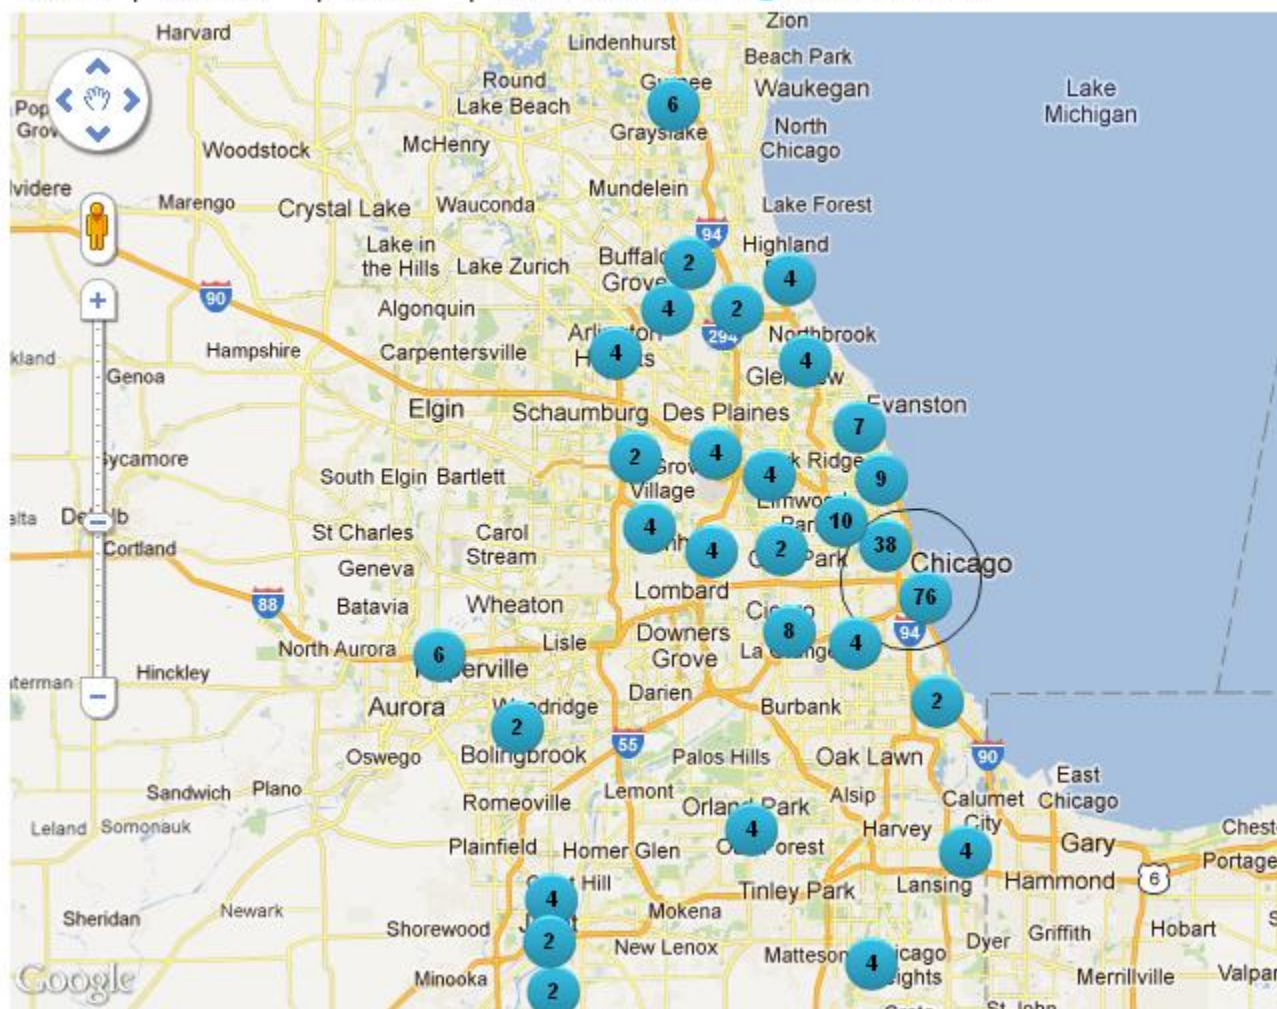 Zion
Harvard
Lindenhurst
Beach Park
Round
Lake Beach
Waukegan
Lake
Michigan
6
Grayslake
North
Chicago
Woodstock
McHenry
Mundelein
Marengo
Crystal Lake
Wauconda
Lake Forest
94
Highland
Lake in
the Hills
Lake Zurich
2
4
90
Algonquin
4
2
294
Northbrook
Hampshire
Carpentersville
4
4
Genoa
Elgin
Schaumburg
Des Plaines
Evanston
7
2
4
Village
South Elgin
Bartlett
4
9
St Charles
Carol
Stream
4
4
2
10
38
Chicago
Cortland
Geneva
Lombard
76
88
Batavia
Wheaton
94
North Aurora
Lisle
Downers
Grove
8
4
6
Hinckley
Darien
2
Aurora
Burbank
2
Bolingbrook
55
Oswego
Palos Hills
Oak Lawn
90
East
Chicago
Sandwich
Plano
Romeoville
Lemont
Alsip
Calumet
City
Leland
Somonauk
4
Harvey
Gary
Plainfield
Homer Glen
4
Portage
Tinley Park
Lansing
Hammond
6
4
Sheridan
Newark
Mokena
Shorewood
2
New Lenox
Dyer
Griffith
Hobart
Matteson
4
Google
Minooka
2
Merrillville